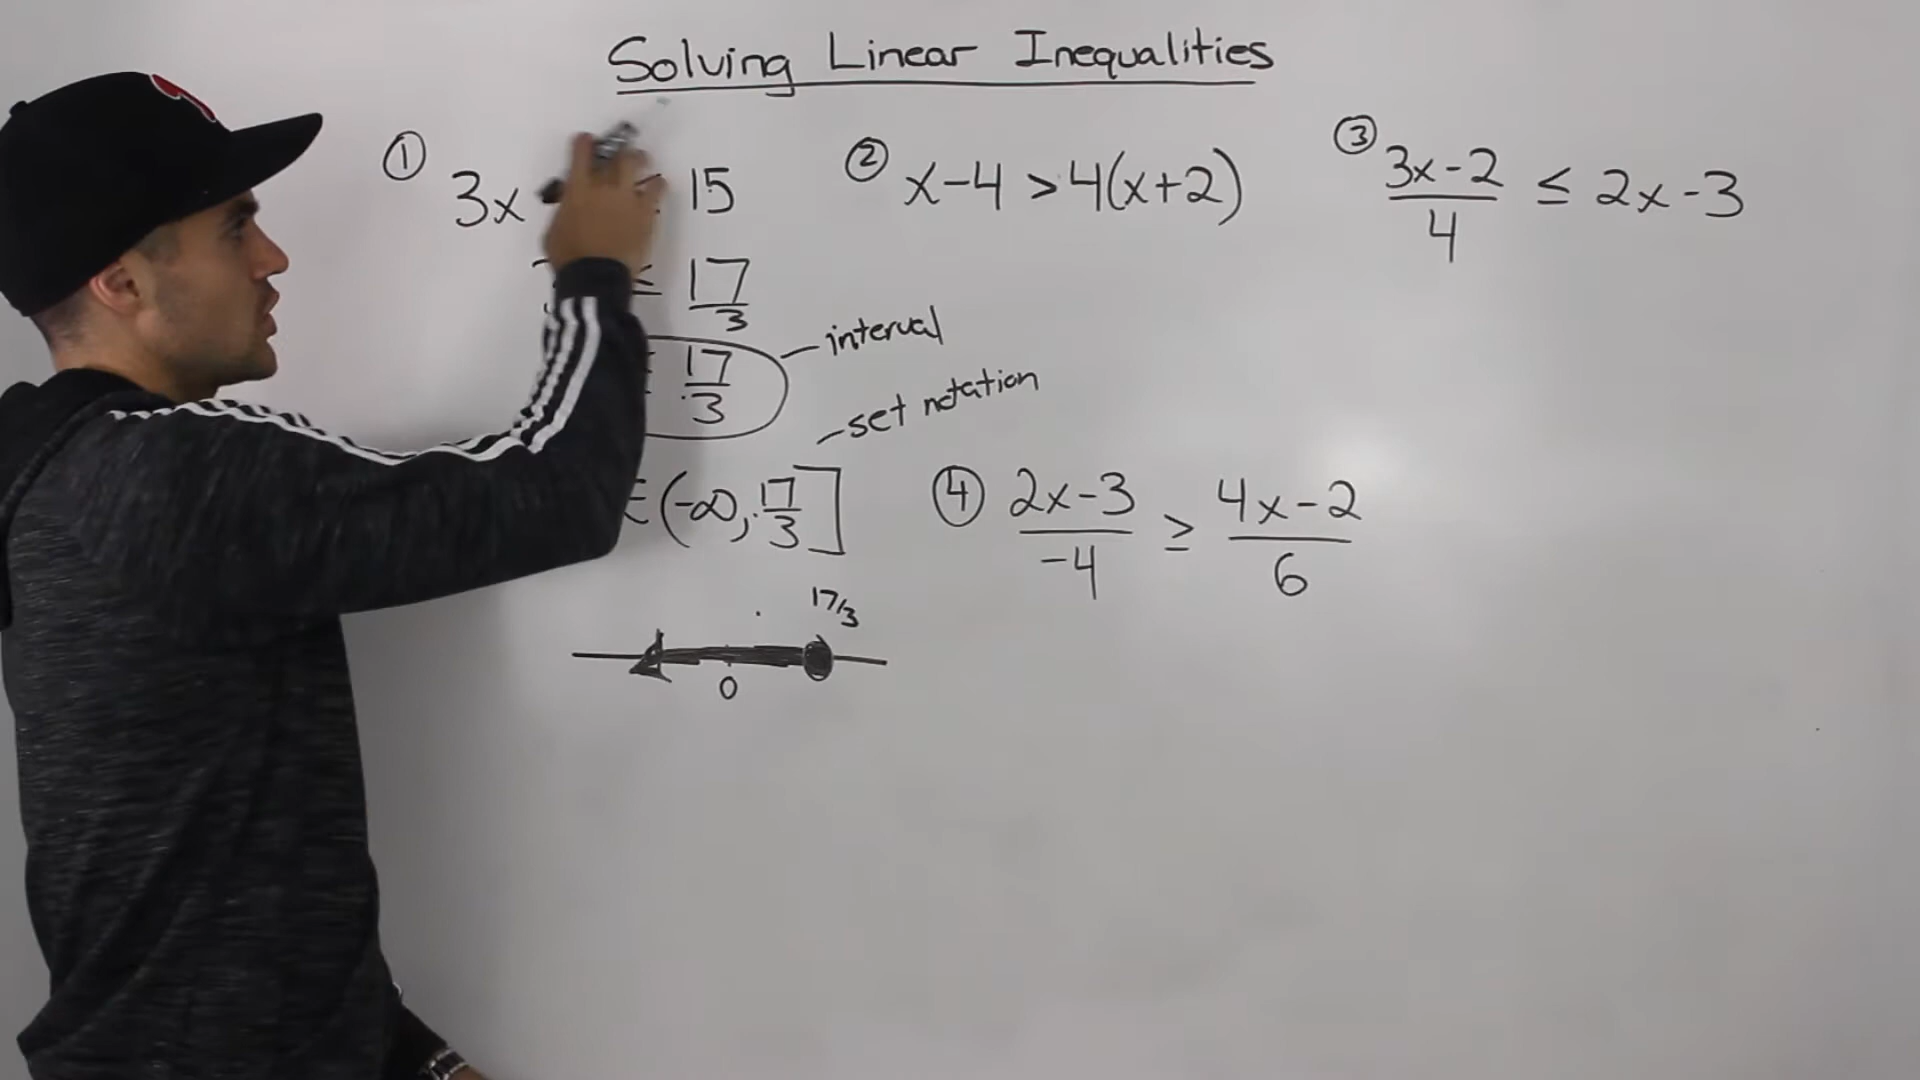 Solving Linear Inequalities
① 3x 15
≤ 17/3
≤ 17/3
interval
set notation
∈ (-∞, 17/3]
17/3
0
② x-4 > 4(x+2)
③ (3x-2)/4 ≤ 2x-3
④ (2x-3)/-4 ≥ (4x-2)/6